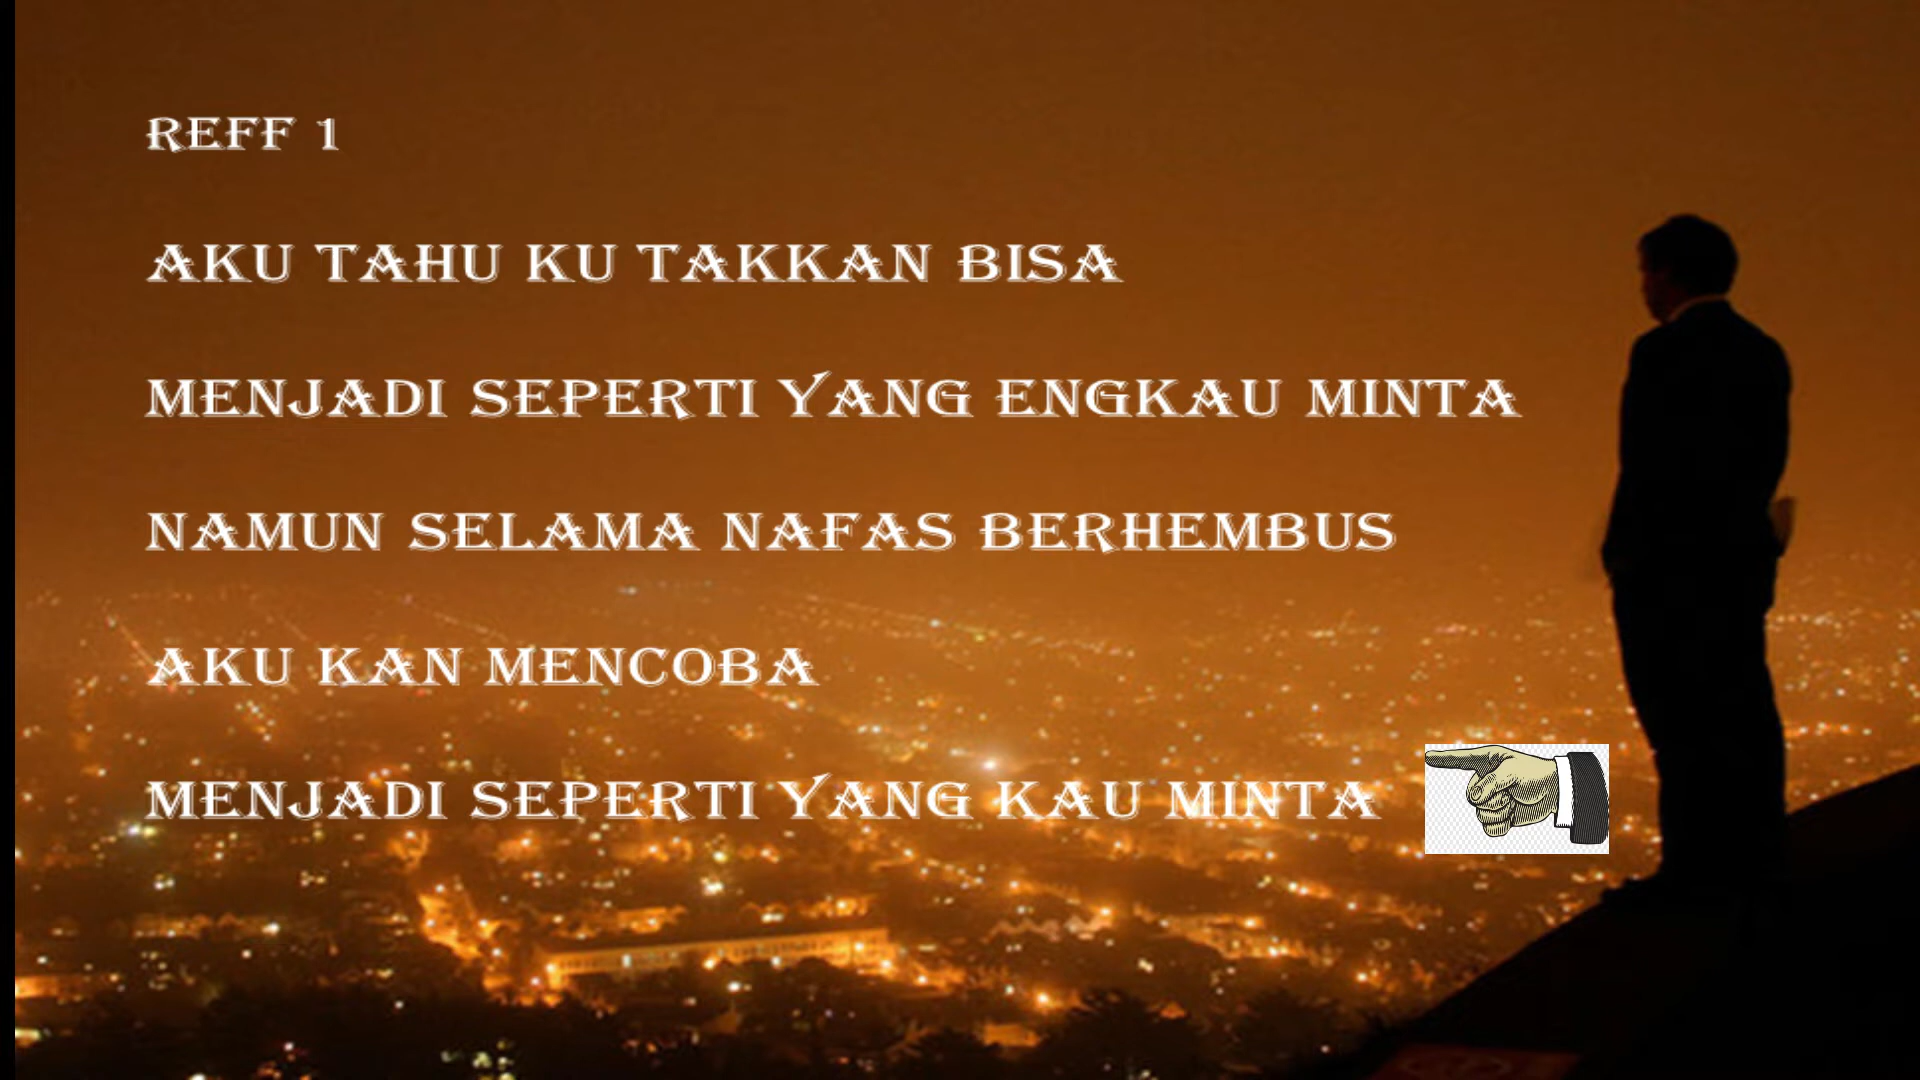 REFF 1
AKU TAHU KU TAKKAN BISA
MENJADI SEPERTI YANG ENGKAU MINTA
NAMUN SELAMA NAFAS BERHEMBUS
AKU KAN MENCOBA
MENJADI SEPERTI YANG KAU MINTA